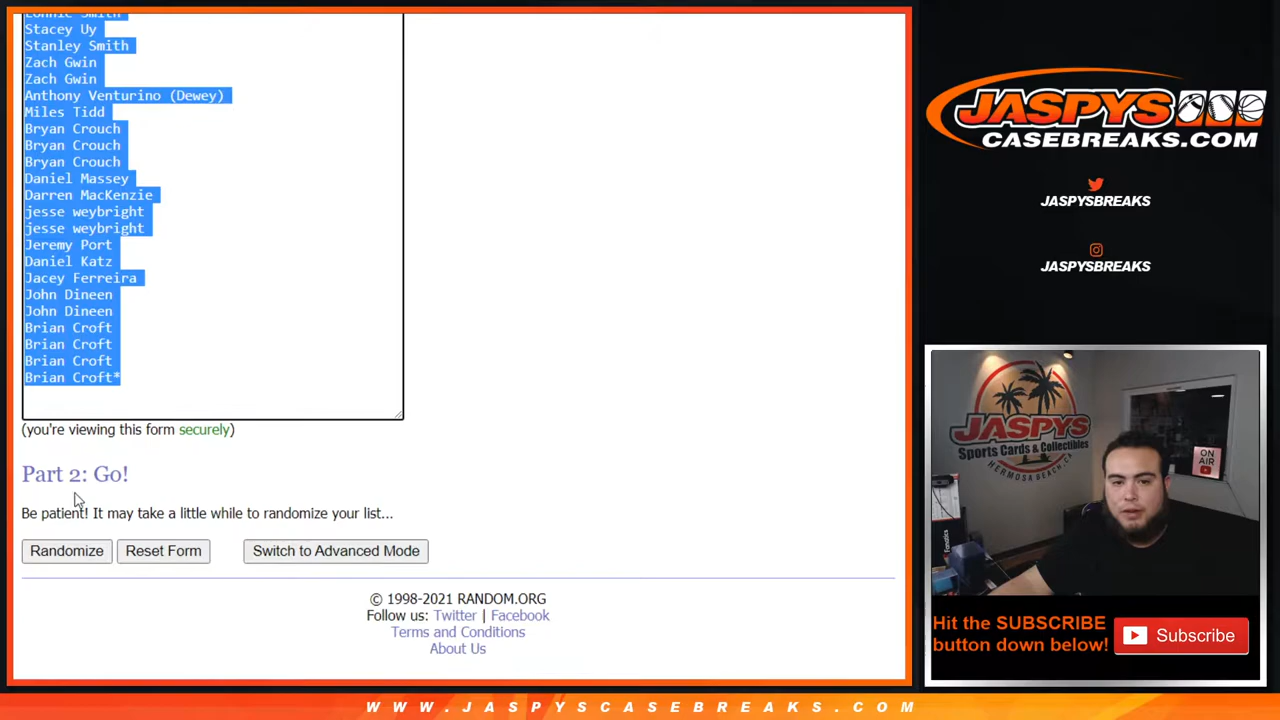 Lonnie Smith
Stacey Uy
Stanley Smith
Zach Gwin
Zach Gwin
Anthony Venturino (Dewey)
Miles Tidd
Bryan Crouch
Bryan Crouch
Bryan Crouch
Daniel Massey
Darren MacKenzie
jesse weybright
jesse weybright
Jeremy Port
Daniel Katz
Jacey Ferreira
John Dineen
John Dineen
Brian Croft
Brian Croft
Brian Croft
Brian Croft*
(you're viewing this form securely)
Part 2: Go!
Be patient! It may take a little while to randomize your list...
Randomize Reset Form Switch to Advanced Mode
© 1998-2021 RANDOM.ORG
Follow us: Twitter | Facebook
Terms and Conditions
About Us
JASPYS
CASEBREAKS.COM
JASPYSBREAKS
JASPYSBREAKS
JASPYS
Sports Cards & Collectibles
HERMOSA BEACH, CA
ON AIR
Fanatics
Hit the SUBSCRIBE
button down below!
Subscribe
WWW.JASPYSCASEBREAKS.COM